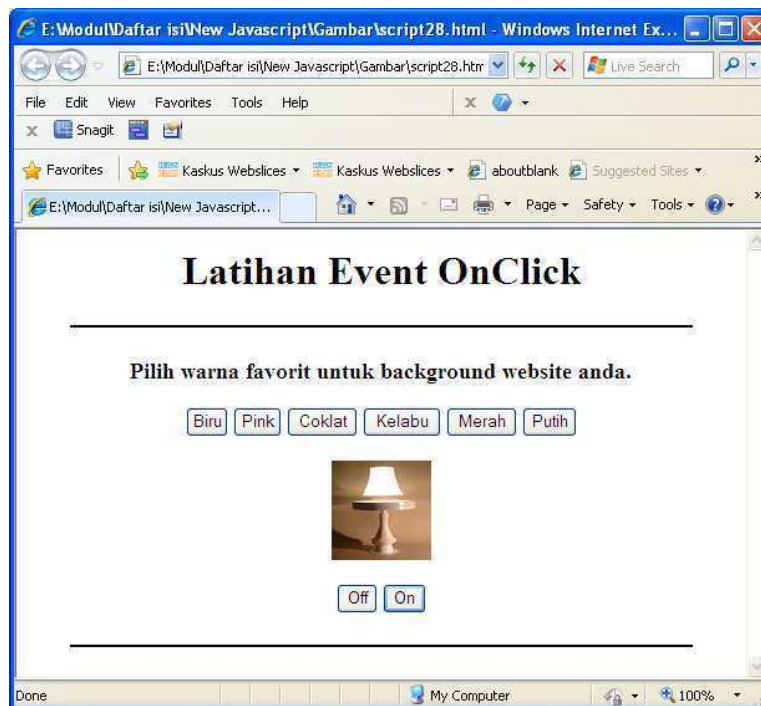 E:\Modul\Daftar isi\New Javascript\Gambar\script28.html - Windows Internet Ex...
E:\Modul\Daftar isi\New Javascript\Gambar\script28.htm Live Search
File Edit View Favorites Tools Help x
x Snagit
Favorites Kaskus Webslices Kaskus Webslices aboutblank Suggested Sites »
E:\Modul\Daftar isi\New Javascript... Page Safety Tools »
Latihan Event OnClick
Pilih warna favorit untuk background website anda.
Biru Pink Coklat Kelabu Merah Putih
Off On
Done My Computer 100%